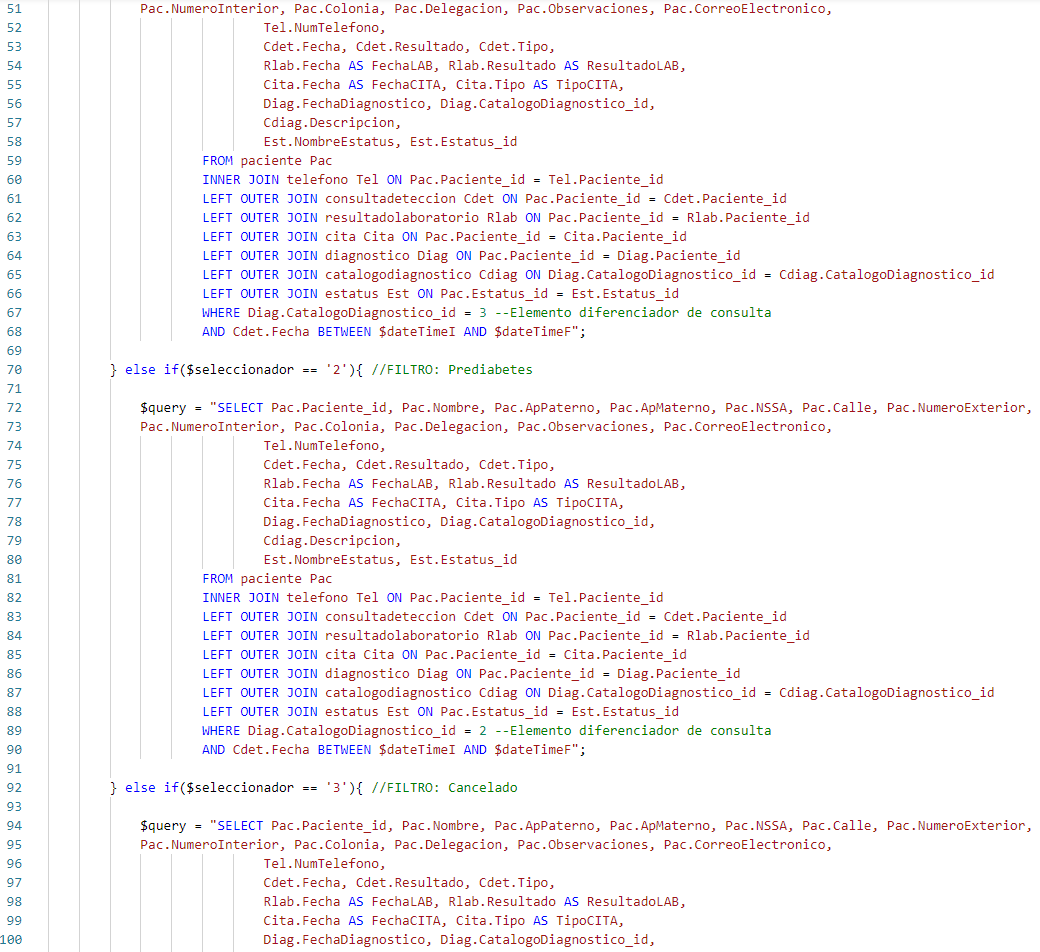 51 Pac.NumeroInterior, Pac.Colonia, Pac.Delegacion, Pac.Observaciones, Pac.CorreoElectronico,
52 Tel.NumTelefono,
53 Cdet.Fecha, Cdet.Resultado, Cdet.Tipo,
54 Rlab.Fecha AS FechaLAB, Rlab.Resultado AS ResultadoLAB,
55 Cita.Fecha AS FechaCITA, Cita.Tipo AS TipoCITA,
56 Diag.FechaDiagnostico, Diag.CatalogoDiagnostico_id,
57 Cdiag.Descripcion,
58 Est.NombreEstatus, Est.Estatus_id
59 FROM paciente Pac
60 INNER JOIN telefono Tel ON Pac.Paciente_id = Tel.Paciente_id
61 LEFT OUTER JOIN consultadeteccion Cdet ON Pac.Paciente_id = Cdet.Paciente_id
62 LEFT OUTER JOIN resultadolaboratorio Rlab ON Pac.Paciente_id = Rlab.Paciente_id
63 LEFT OUTER JOIN cita Cita ON Pac.Paciente_id = Cita.Paciente_id
64 LEFT OUTER JOIN diagnostico Diag ON Pac.Paciente_id = Diag.Paciente_id
65 LEFT OUTER JOIN catalogodiagnostico Cdiag ON Diag.CatalogoDiagnostico_id = Cdiag.CatalogoDiagnostico_id
66 LEFT OUTER JOIN estatus Est ON Pac.Estatus_id = Est.Estatus_id
67 WHERE Diag.CatalogoDiagnostico_id = 3 --Elemento diferenciador de consulta
68 AND Cdet.Fecha BETWEEN $dateTimeI AND $dateTimeF";
69
70 } else if($seleccionador == '2'){ //FILTRO: Prediabetes
71
72 $query = "SELECT Pac.Paciente_id, Pac.Nombre, Pac.ApPaterno, Pac.ApMaterno, Pac.NSSA, Pac.Calle, Pac.NumeroExterior,
73 Pac.NumeroInterior, Pac.Colonia, Pac.Delegacion, Pac.Observaciones, Pac.CorreoElectronico,
74 Tel.NumTelefono,
75 Cdet.Fecha, Cdet.Resultado, Cdet.Tipo,
76 Rlab.Fecha AS FechaLAB, Rlab.Resultado AS ResultadoLAB,
77 Cita.Fecha AS FechaCITA, Cita.Tipo AS TipoCITA,
78 Diag.FechaDiagnostico, Diag.CatalogoDiagnostico_id,
79 Cdiag.Descripcion,
80 Est.NombreEstatus, Est.Estatus_id
81 FROM paciente Pac
82 INNER JOIN telefono Tel ON Pac.Paciente_id = Tel.Paciente_id
83 LEFT OUTER JOIN consultadeteccion Cdet ON Pac.Paciente_id = Cdet.Paciente_id
84 LEFT OUTER JOIN resultadolaboratorio Rlab ON Pac.Paciente_id = Rlab.Paciente_id
85 LEFT OUTER JOIN cita Cita ON Pac.Paciente_id = Cita.Paciente_id
86 LEFT OUTER JOIN diagnostico Diag ON Pac.Paciente_id = Diag.Paciente_id
87 LEFT OUTER JOIN catalogodiagnostico Cdiag ON Diag.CatalogoDiagnostico_id = Cdiag.CatalogoDiagnostico_id
88 LEFT OUTER JOIN estatus Est ON Pac.Estatus_id = Est.Estatus_id
89 WHERE Diag.CatalogoDiagnostico_id = 2 --Elemento diferenciador de consulta
90 AND Cdet.Fecha BETWEEN $dateTimeI AND $dateTimeF";
91
92 } else if($seleccionador == '3'){ //FILTRO: Cancelado
93
94 $query = "SELECT Pac.Paciente_id, Pac.Nombre, Pac.ApPaterno, Pac.ApMaterno, Pac.NSSA, Pac.Calle, Pac.NumeroExterior,
95 Pac.NumeroInterior, Pac.Colonia, Pac.Delegacion, Pac.Observaciones, Pac.CorreoElectronico,
96 Tel.NumTelefono,
97 Cdet.Fecha, Cdet.Resultado, Cdet.Tipo,
98 Rlab.Fecha AS FechaLAB, Rlab.Resultado AS ResultadoLAB,
99 Cita.Fecha AS FechaCITA, Cita.Tipo AS TipoCITA,
100 Diag.FechaDiagnostico, Diag.CatalogoDiagnostico_id,